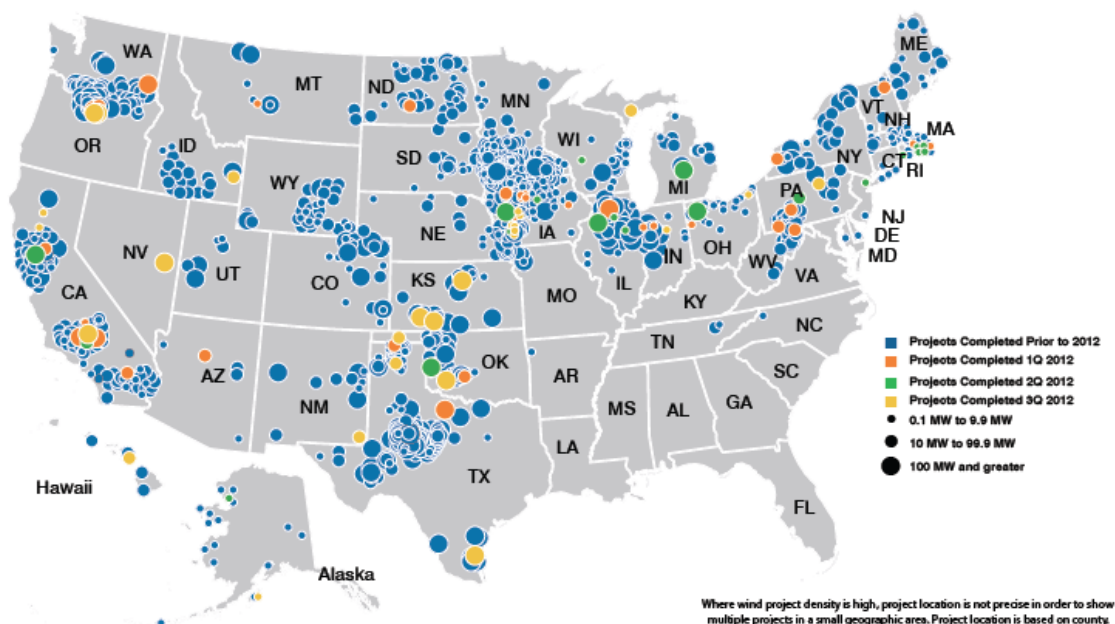 WA
MT
ND
MN
ME
VT
NH
MA
OR
ID
SD
WI
NY
CT
RI
WY
MI
PA
NE
IA
NJ
DE
MD
NV
UT
CO
KS
IL
IN
OH
WV
VA
CA
MO
KY
NC
TN
AZ
NM
OK
AR
SC
MS
AL
GA
LA
TX
FL
Hawaii
Alaska
Projects Completed Prior to 2012
Projects Completed 1Q 2012
Projects Completed 2Q 2012
Projects Completed 3Q 2012
0.1 MW to 9.9 MW
10 MW to 99.9 MW
100 MW and greater
Where wind project density is high, project location is not precise in order to show
multiple projects in a small geographic area. Project location is based on county.